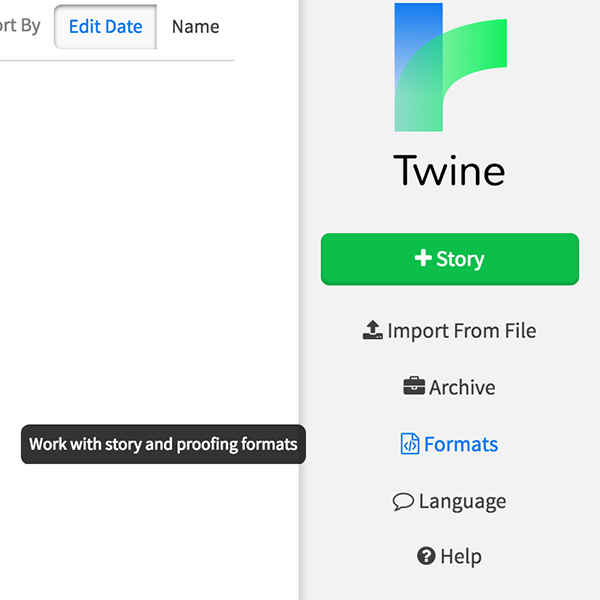 ort By Edit Date Name
Twine
Story
Import From File
Archive
Work with story and proofing formats
Formats
Language
Help